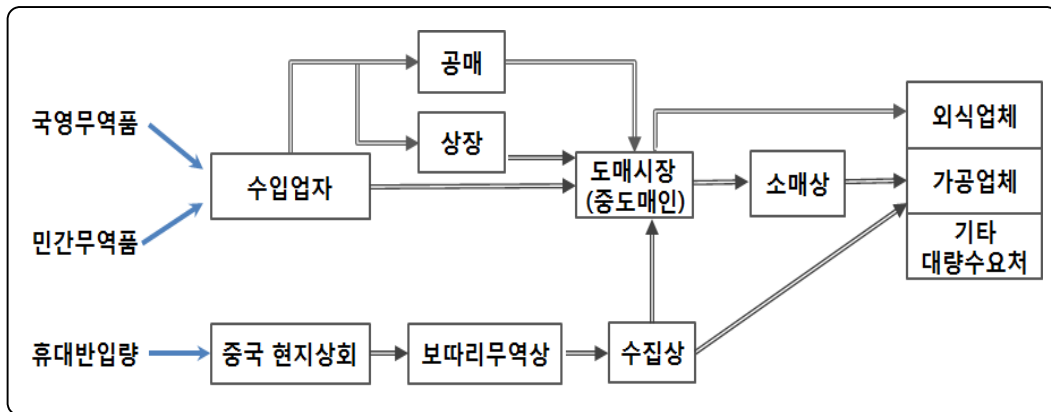 공매
국영무역품
상장
외식업체
수입업자
도매시장
(중도매인)
소매상
가공업체
민간무역품
기타
대량수요처
휴대반입량
중국 현지상회
보따리무역상
수집상